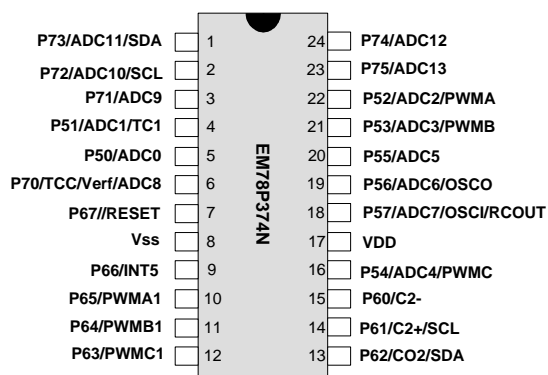 P73/ADC11/SDA 1 24 P74/ADC12
P72/ADC10/SCL 2 23 P75/ADC13
P71/ADC9 3 22 P52/ADC2/PWMA
P51/ADC1/TC1 4 21 P53/ADC3/PWMB
P50/ADC0 5 20 P55/ADC5
P70/TCC/Verf/ADC8 6 19 P56/ADC6/OSCO
P67//RESET 7 18 P57/ADC7/OSCI/RCOUT
Vss 8 17 VDD
P66/INT5 9 16 P54/ADC4/PWMC
P65/PWMA1 10 15 P60/C2-
P64/PWMB1 11 14 P61/C2+/SCL
P63/PWMC1 12 13 P62/CO2/SDA
EM78P374N